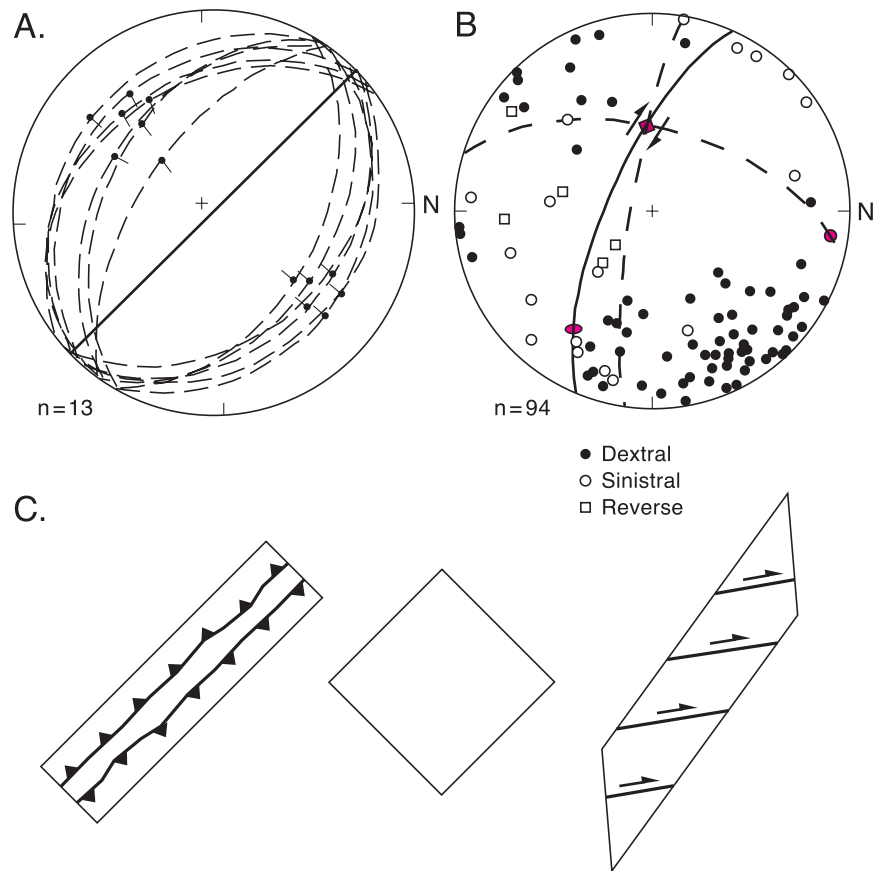 A.
B
N
N
n=13
n=94
Dextral
Sinistral
Reverse
C.